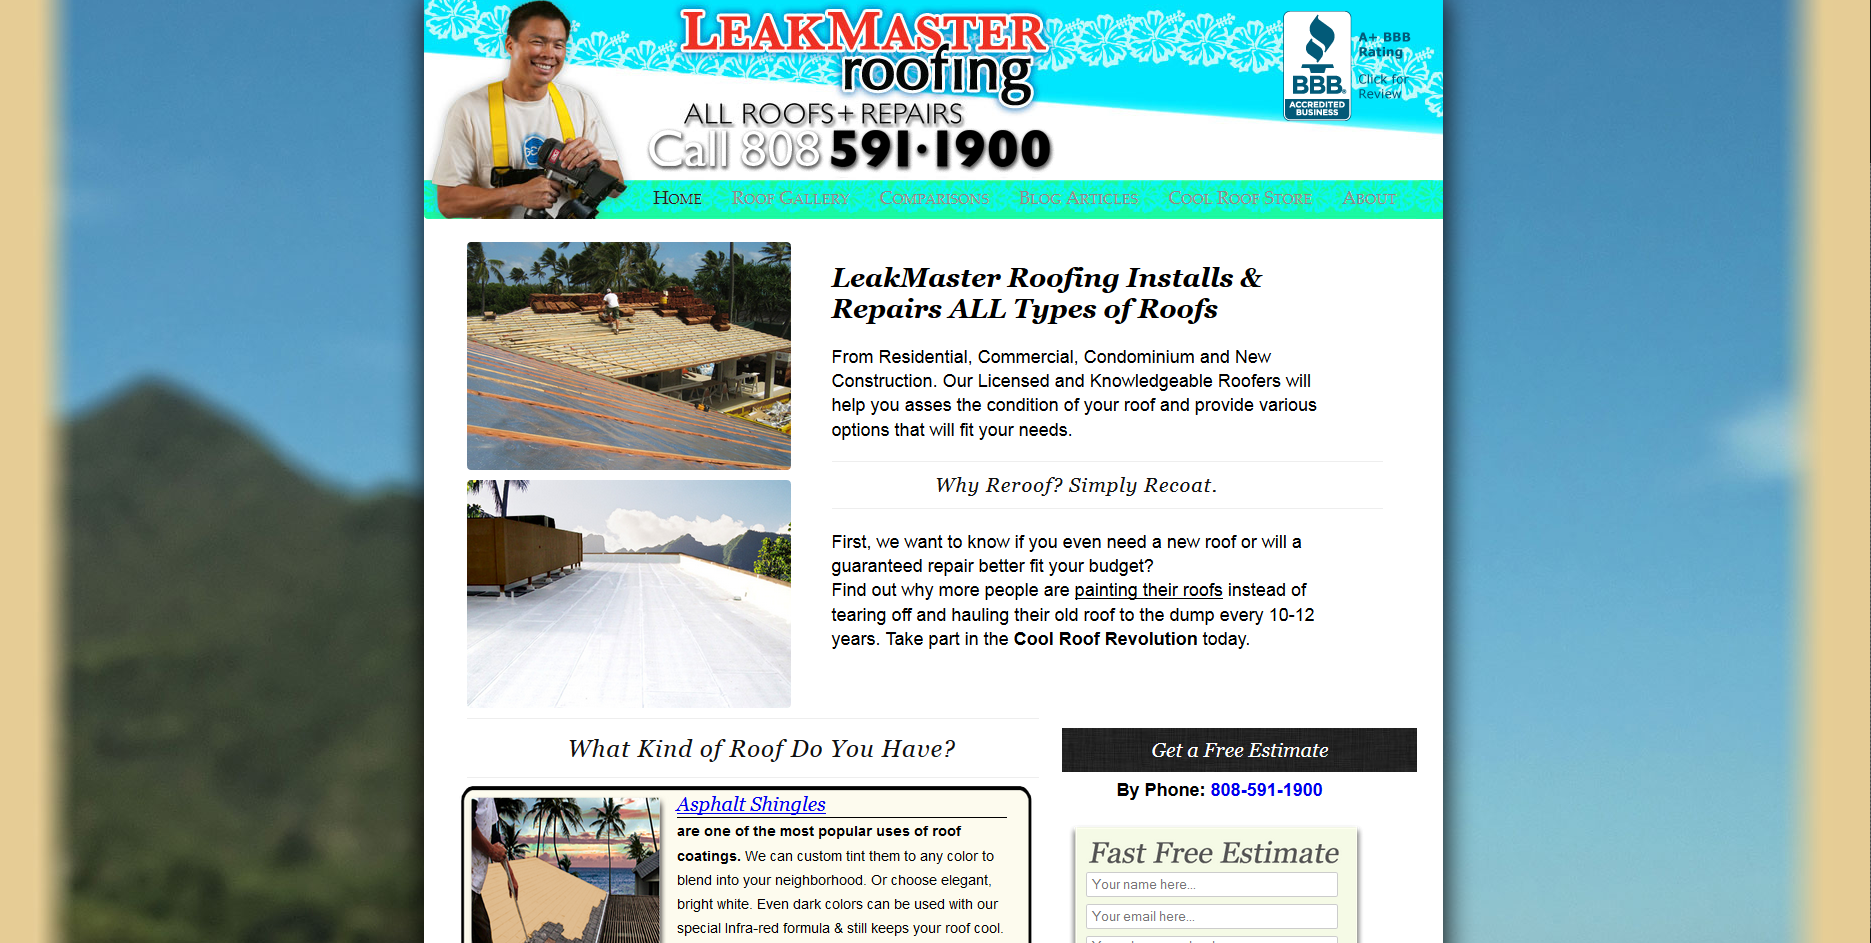 LEAKMASTER
roofing
ALL ROOFS + REPAIRS
Call 808 591·1900
BBB
ACCREDITED
BUSINESS
A+ BBB
Rating
Click for
Review
GCC
Home Roof Gallery Comparisons Blog Articles Cool Roof Store About
LeakMaster Roofing Installs &
Repairs ALL Types of Roofs
From Residential, Commercial, Condominium and New
Construction. Our Licensed and Knowledgeable Roofers will
help you asses the condition of your roof and provide various
options that will fit your needs.
Why Reroof? Simply Recoat.
First, we want to know if you even need a new roof or will a
guaranteed repair better fit your budget?
Find out why more people are painting their roofs instead of
tearing off and hauling their old roof to the dump every 10-12
years. Take part in the Cool Roof Revolution today.
What Kind of Roof Do You Have?
Asphalt Shingles
are one of the most popular uses of roof
coatings. We can custom tint them to any color to
blend into your neighborhood. Or choose elegant,
bright white. Even dark colors can be used with our
special Infra-red formula & still keeps your roof cool.
Get a Free Estimate
By Phone: 808-591-1900
Fast Free Estimate
Your name here...
Your email here...